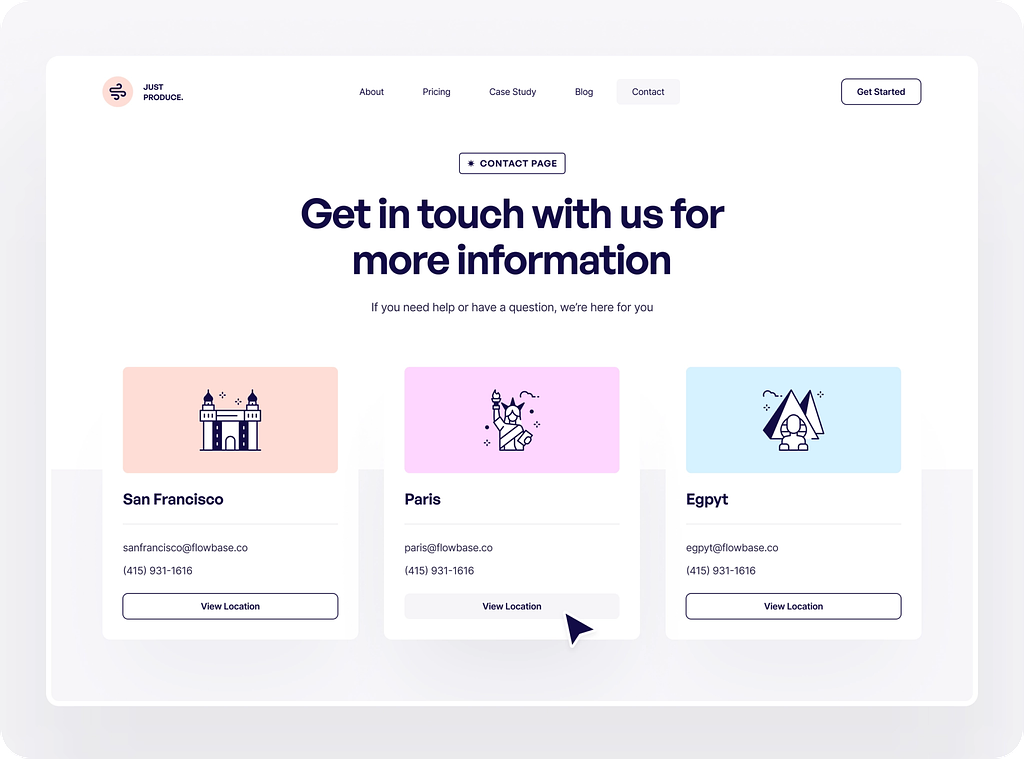 JUST
PRODUCE.
About
Pricing
Case Study
Blog
Contact
Get Started
✷ CONTACT PAGE
Get in touch with us for
more information
If you need help or have a question, we’re here for you
San Francisco
sanfrancisco@flowbase.co
(415) 931-1616
View Location
Paris
paris@flowbase.co
(415) 931-1616
View Location
Egpyt
egpyt@flowbase.co
(415) 931-1616
View Location